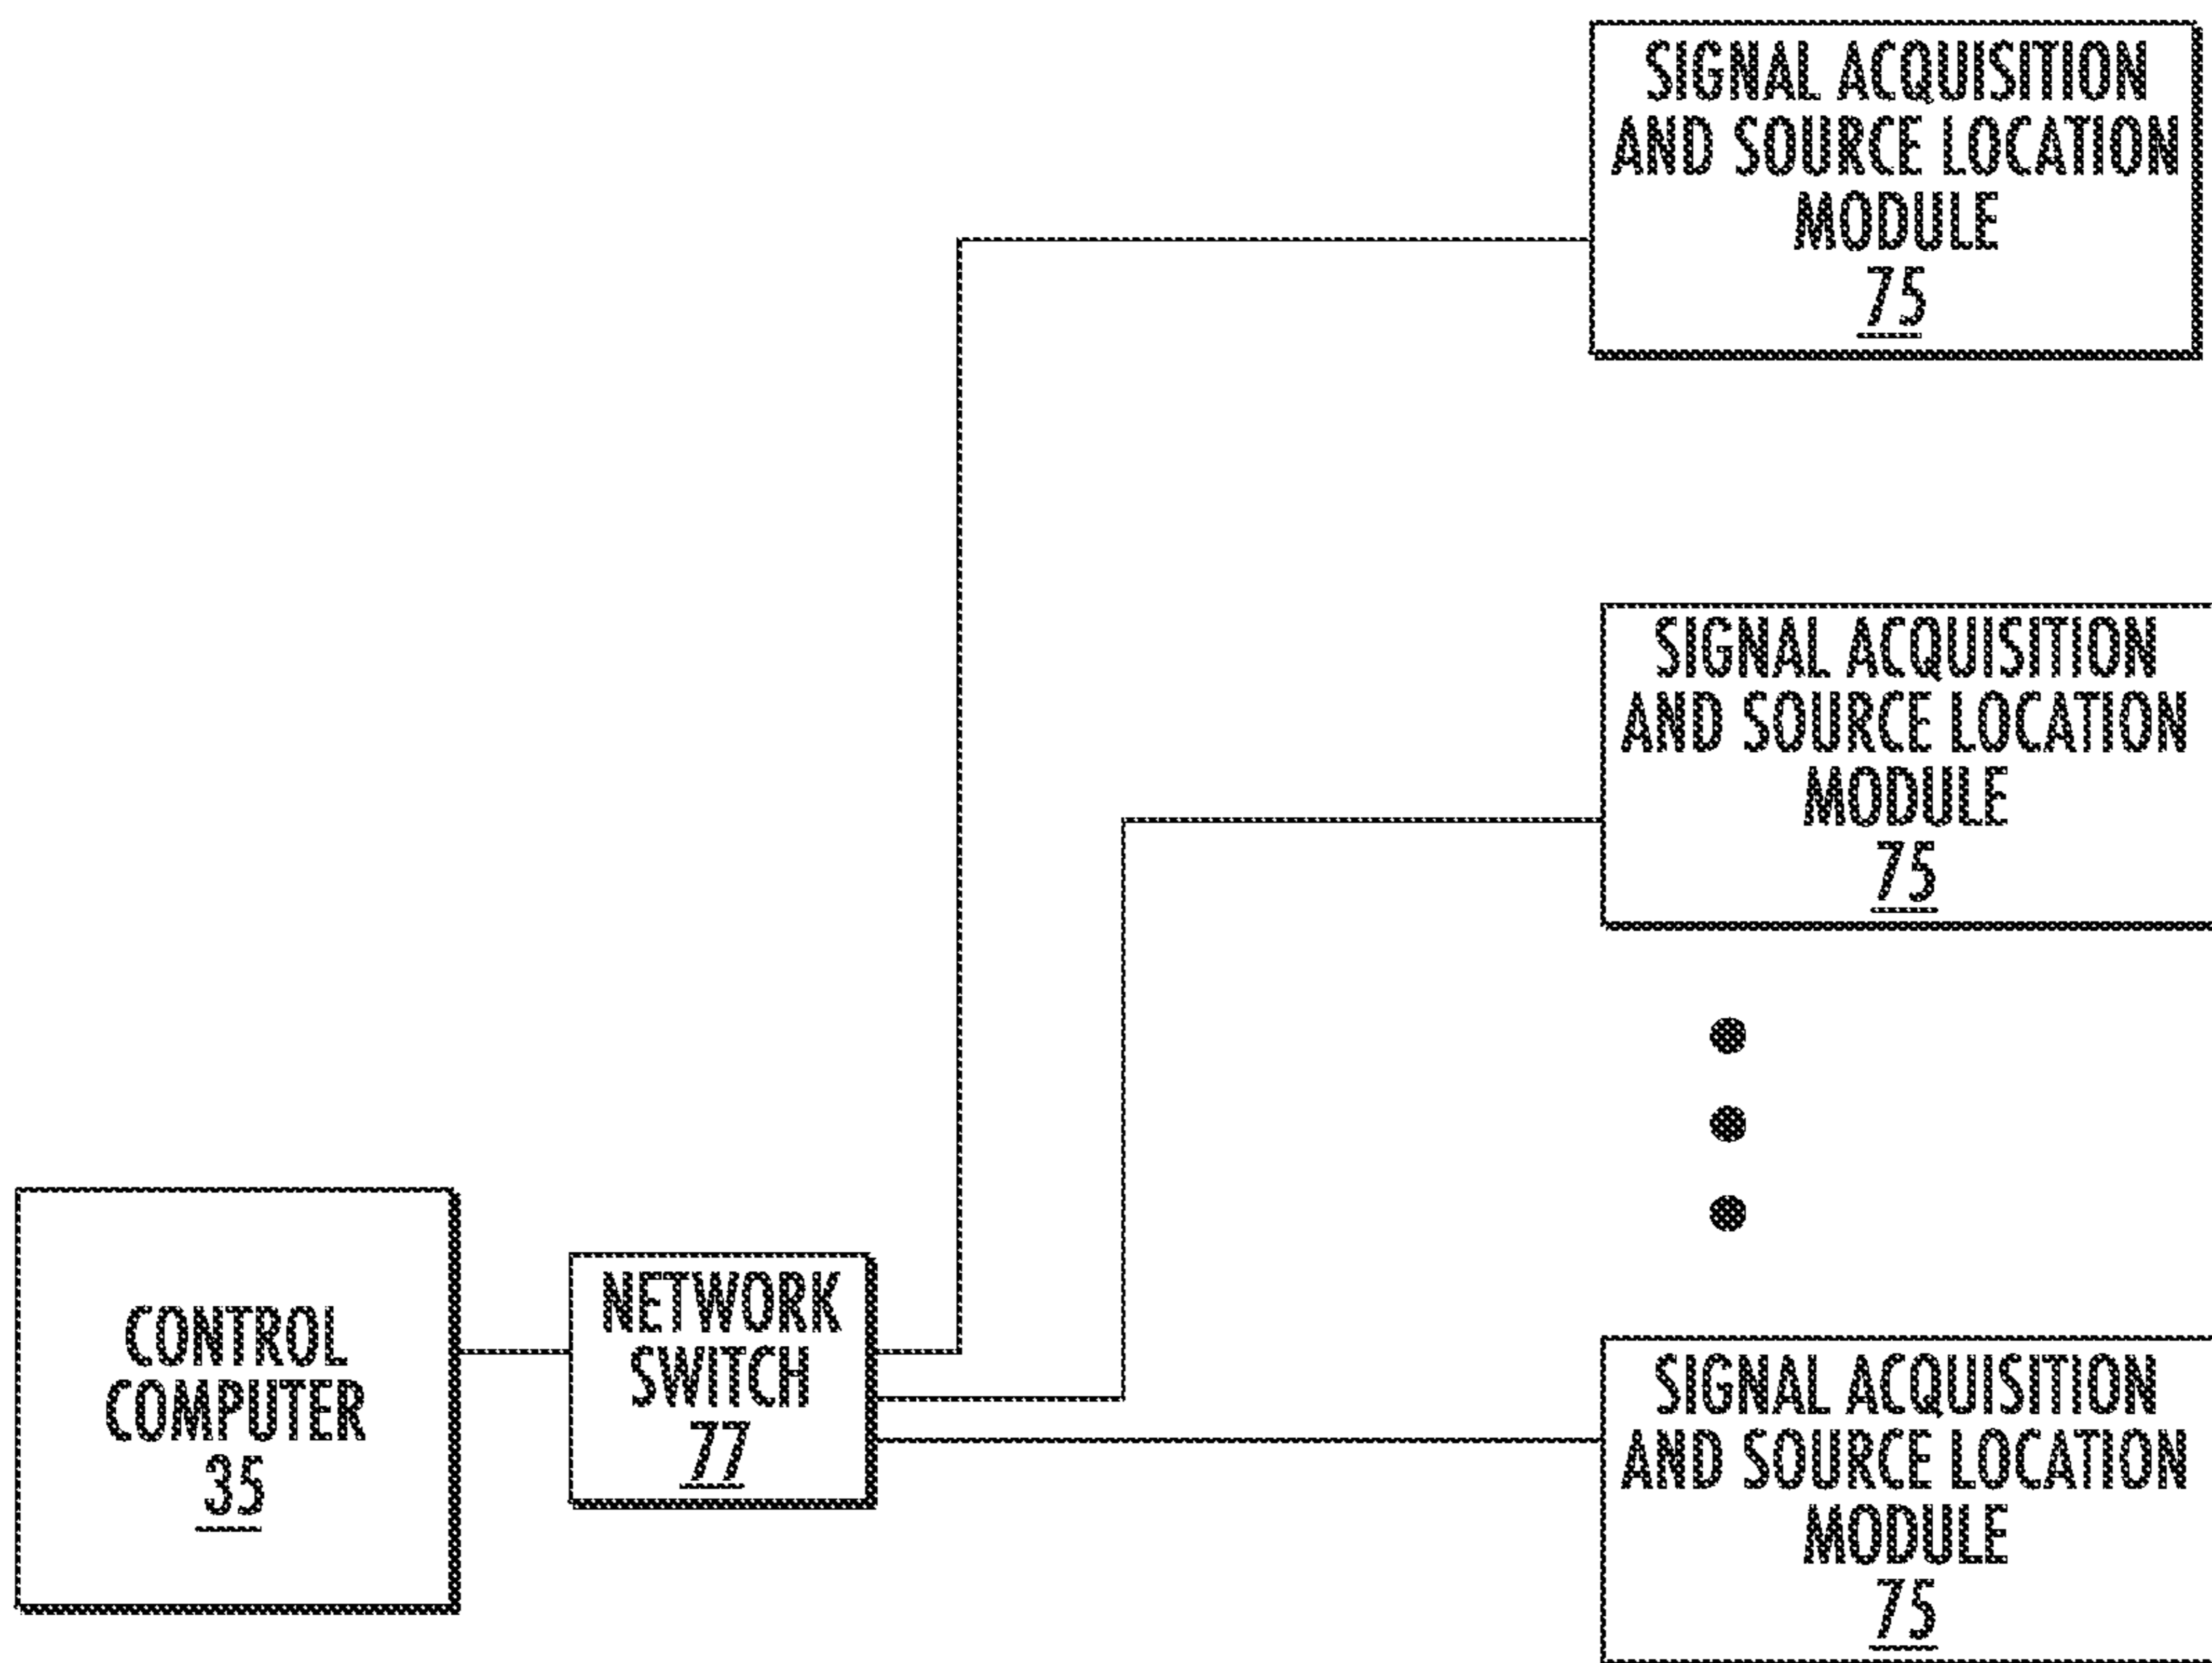 SIGNAL ACQUISITION
AND SOURCE LOCATION
MODULE
75
SIGNAL ACQUISITION
AND SOURCE LOCATION
MODULE
75
CONTROL
COMPUTER
35
NETWORK
SWITCH
77
SIGNAL ACQUISITION
AND SOURCE LOCATION
MODULE
75